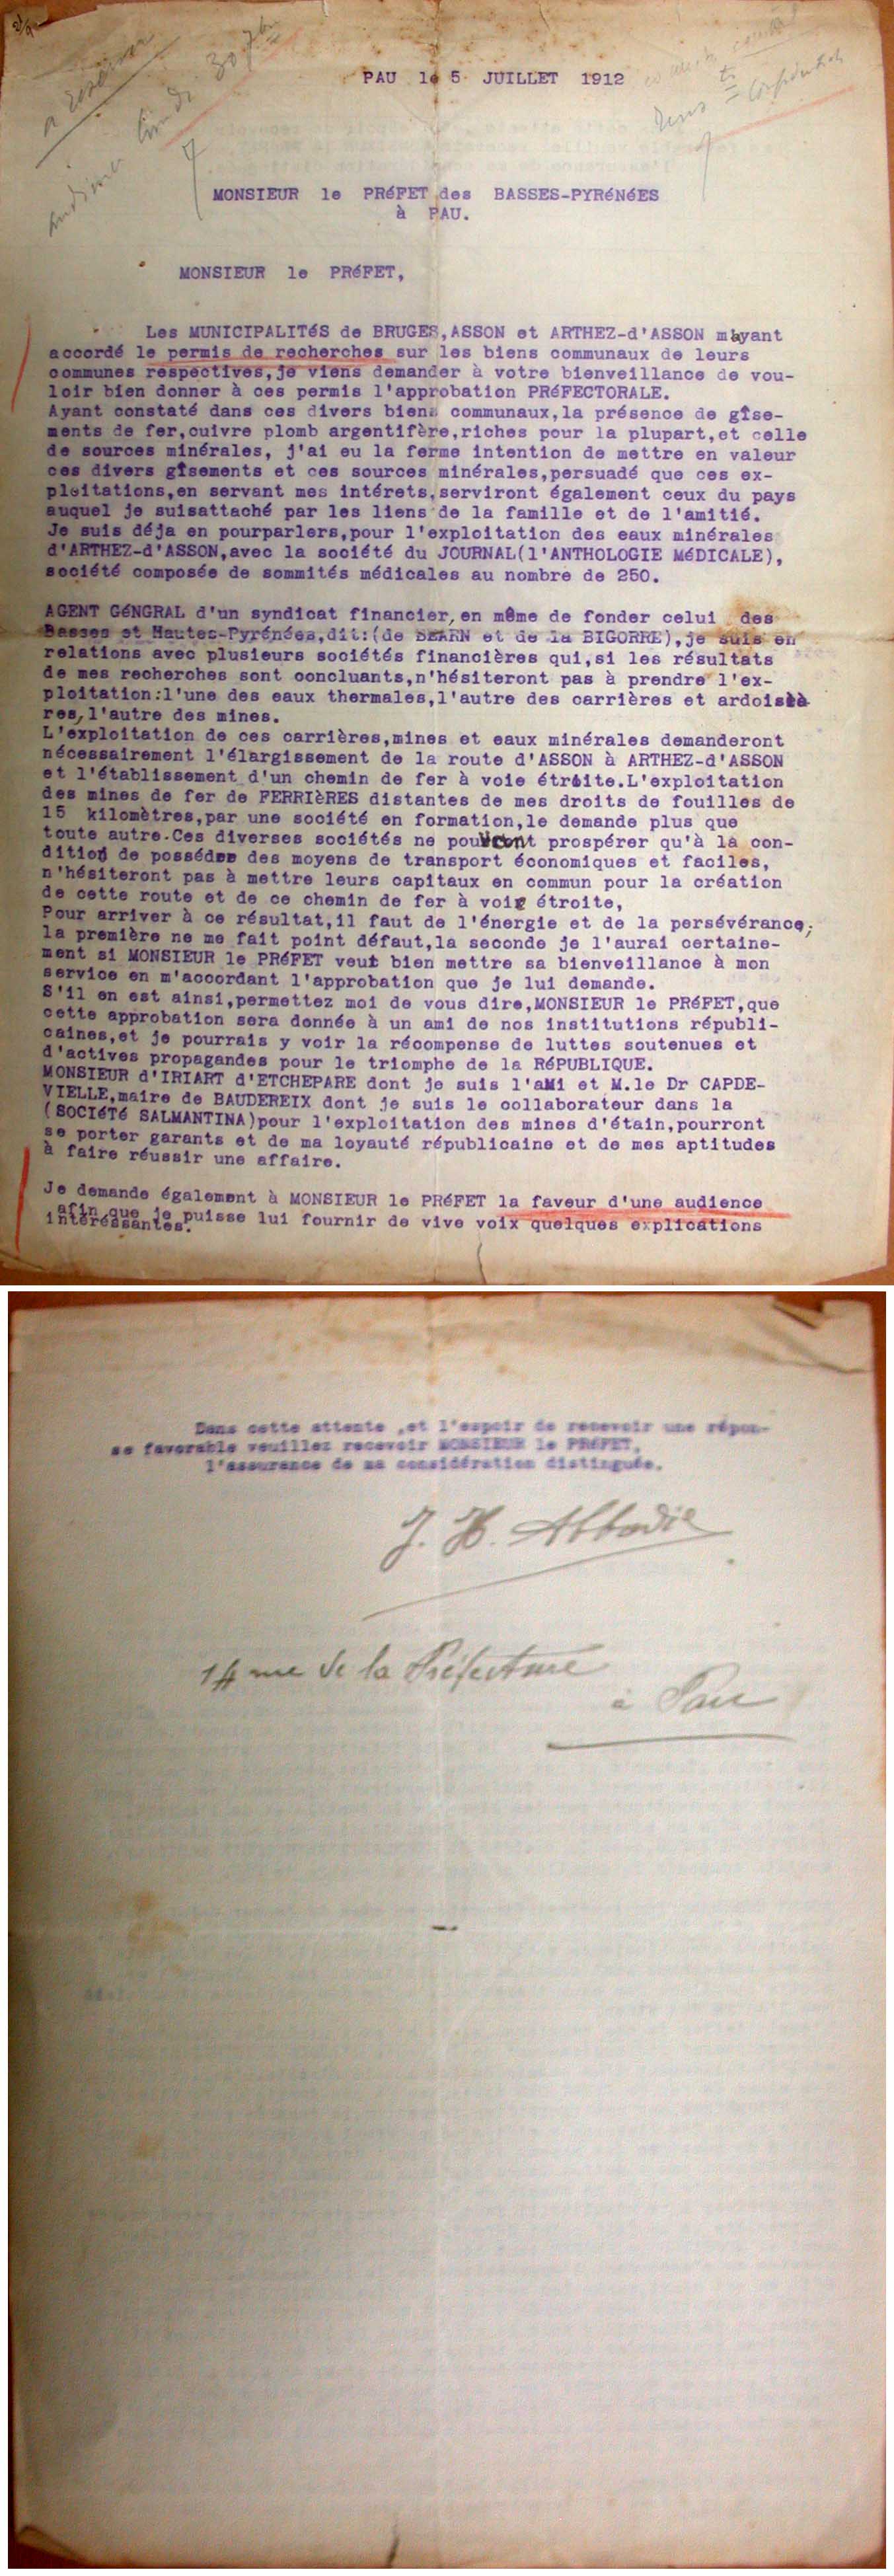 à réserver
audience lundi 30 7bre
PAU le 5 JUILLET 1912
Rens ts confidentiels
MONSIEUR le PRéFET des BASSES-PYRéNéES
à PAU.
MONSIEUR le PRéFET,
Les MUNICIPALITéS de BRUGES,ASSON et ARTHEZ-d'ASSON m'ayant
accordé le permis de recherches sur les biens communaux de leurs
communes respectives,je viens demander à votre bienveillance de vou-
loir bien donner à ces permis l'approbation PRéFECTORALE.
Ayant constaté dans ces divers biens communaux,la présence de gîse-
ments de fer,cuivre plomb argentifère,riches pour la plupart,et celle
de sources minérales, j'ai eu la ferme intention de mettre en valeur
ces divers gîsements et ces sources minérales,persuadé que ces ex-
ploitations,en servant mes intérets,serviront également ceux du pays
auquel je suisattaché par les liens de la famille et de l'amitié.
Je suis déja en pourparlers,pour l'exploitation des eaux minérales
d'ARTHEZ-d'ASSON,avec la société du JOURNAL(l'ANTHOLOGIE MéDICALE),
société composée de sommités médicales au nombre de 250.
AGENT GéNGRAL d'un syndicat financier,en même de fonder celui des
Basses et Hautes-Pyrénées,dit:(de BEARN et de la BIGORRE),je suis en
relations avec plusieurs sociétés financières qui,si les résultats
de mes recherches sont concluants,n'hésiteront pas à prendre l'ex-
ploitation:l'une des eaux thermales,l'autre des carrières et ardoisiè
res,l'autre des mines.
L'exploitation de ces carrières,mines et eaux minérales demanderont
nécessairement l'élargissement de la route d'ASSON à ARTHEZ-d'ASSON
et l'établissement d'un chemin de fer à voie étroite.L'exploitation
des mines de fer de FERRIèRES distantes de mes droits de fouilles de
15 kilomètres,par une société en formation,le demande plus que
toute autre.Ces diverses sociétés ne pouvront prospérer qu'à la con-
dition de posséder des moyens de transport économiques et faciles,
n'hésiteront pas à mettre leurs capitaux en commun pour la création
de cette route et de ce chemin de fer à voie étroite,
Pour arriver à ce résultat,il faut de l'énergie et de la persévérance;
la première ne me fait point défaut,la seconde je l'aurai certaine-
ment si MONSIEUR le PRéFET veut bien mettre sa bienveillance à mon
service en m'accordant l'approbation que je lui demande.
S'il en est ainsi,permettez moi de vous dire,MONSIEUR le PRéFET,que
cette approbation sera donnée à un ami de nos institutions républi-
caines,et je pourrais y voir la récompense de luttes soutenues et
d'actives propagandes pour le triomphe de la RéPUBLIQUE.
MONSIEUR d'IRIART d'ETCHEPARE dont je suis l'aMi et M.le Dr CAPDE-
VIELLE,maire de BAUDEREIX dont je suis le collaborateur dans la
(SOCIéTé SALMANTINA)pour l'exploitation des mines d'étain,pourront
se porter garants et de ma loyauté républicaine et de mes aptitudes
à faire réussir une affaire.
Je demande également à MONSIEUR le PRéFET la faveur d'une audience
afin que je puisse lui fournir de vive voix quelques explications
intéressantes.
Dans cette attente ,et l'espoir de recevoir une répon-
se favorable veuillez recevoir MONSIEUR le PRéFET,
l'assurance de ma considération distinguée.
J. H. Abbadie
14 rue de la Préfecture
à Pau